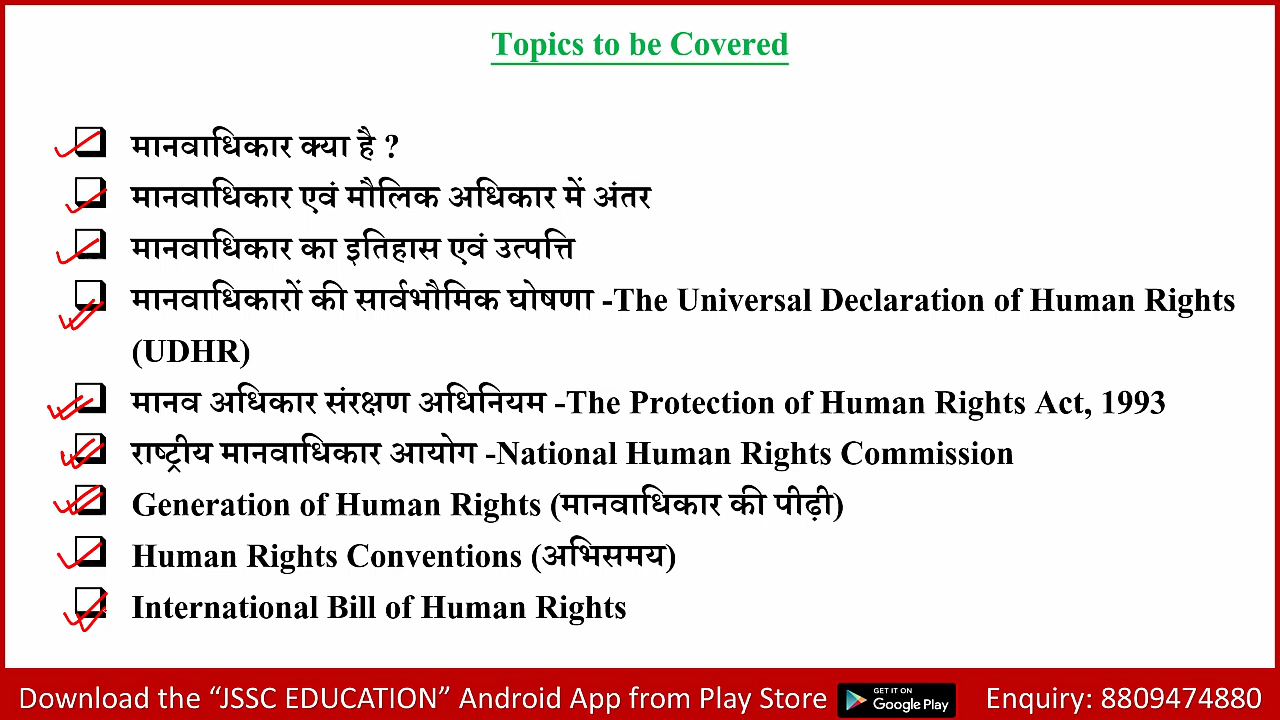 Topics to be Covered
मानवाधिकार क्या है ?
मानवाधिकार एवं मौलिक अधिकार में अंतर
मानवाधिकार का इतिहास एवं उत्पत्ति
मानवाधिकारों की सार्वभौमिक घोषणा -The Universal Declaration of Human Rights
(UDHR)
मानव अधिकार संरक्षण अधिनियम -The Protection of Human Rights Act, 1993
राष्ट्रीय मानवाधिकार आयोग -National Human Rights Commission
Generation of Human Rights (मानवाधिकार की पीढ़ी)
Human Rights Conventions (अभिसमय)
International Bill of Human Rights
Download the “JSSC EDUCATION” Android App from Play Store GET IT ON Google Play Enquiry: 8809474880